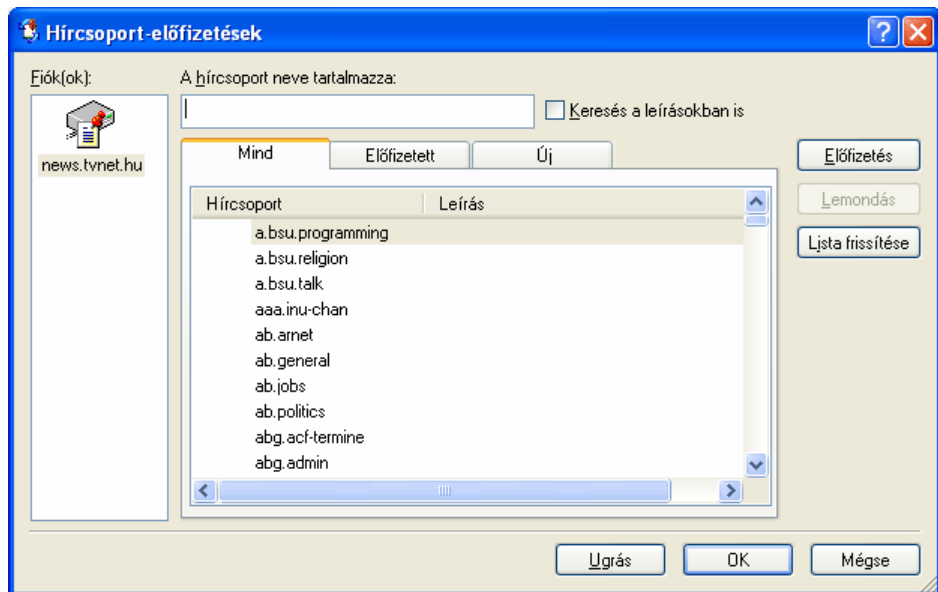 Hírcsoport-előfizetések
Fiók(ok):
A hírcsoport neve tartalmazza:
Keresés a leírásokban is
news.tvnet.hu
Mind Előfizetett Új
Előfizetés
Lemondás
Lista frissítése
Hírcsoport Leírás
a.bsu.programming
a.bsu.religion
a.bsu.talk
aaa.inu-chan
ab.arnet
ab.general
ab.jobs
ab.politics
abg.acf-termine
abg.admin
Ugrás OK Mégse